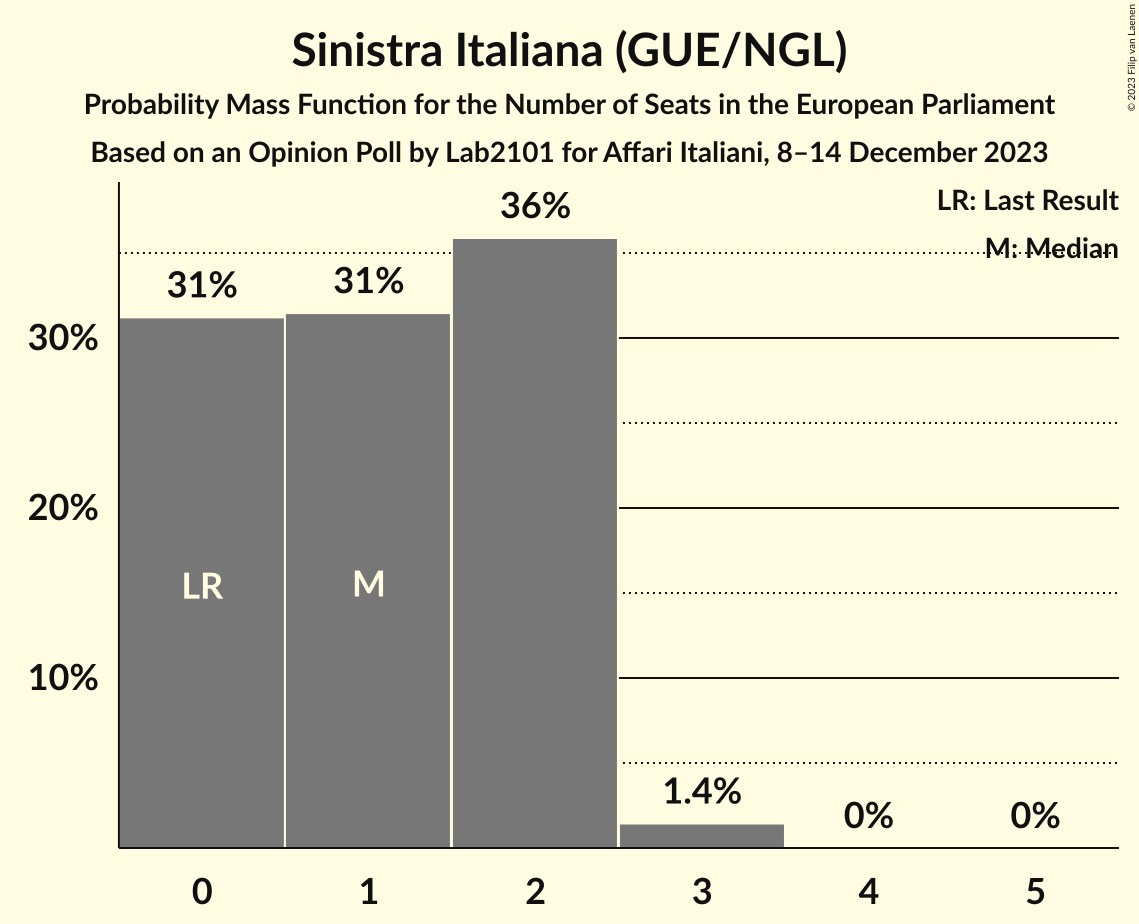 Sinistra Italiana (GUE/NGL)
Probability Mass Function for the Number of Seats in the European Parliament
Based on an Opinion Poll by Lab2101 for Affari Italiani, 8–14 December 2023
© 2023 Filip van Laenen
LR: Last Result
M: Median
36%
31%
31%
30%
20%
LR
M
10%
1.4%
0%
0%
0
1
2
3
4
5